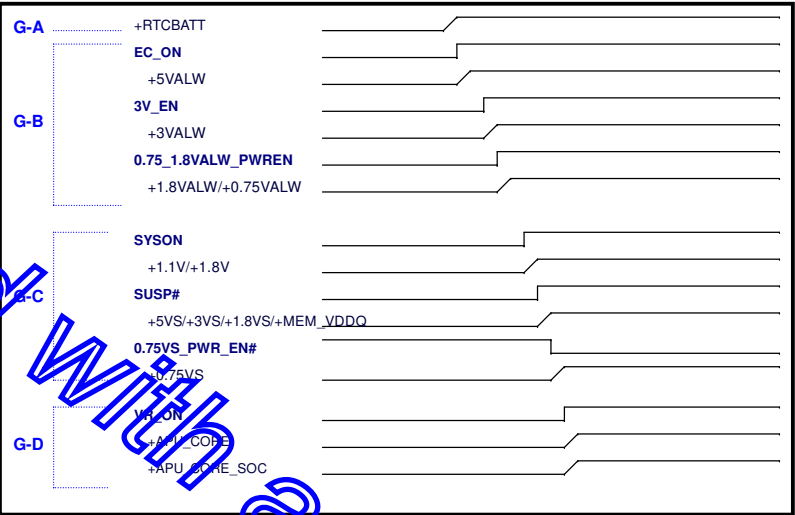 G-A
+RTCBATT
EC_ON
+5VALW
3V_EN
G-B
+3VALW
0.75_1.8VALW_PWREN
+1.8VALW/+0.75VALW
SYSON
+1.1V/+1.8V
G-C
SUSP#
+5VS/+3VS/+1.8VS/+MEM_VDDQ
0.75VS_PWR_EN#
+0.75VS
VR_ON
G-D
+APU_CORE
+APU_CORE_SOC
d with a